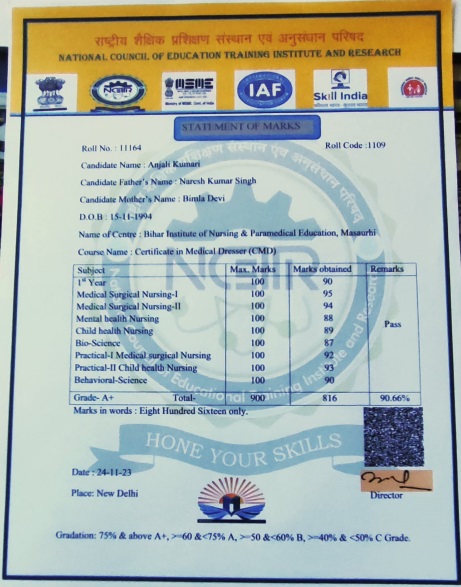 राष्ट्रीय शैक्षिक प्रशिक्षण संस्थान एवं अनुसंधान परिषद
NATIONAL COUNCIL OF EDUCATION TRAINING INSTITUTE AND RESEARCH
NCETIR
MSME
IAF
Skill India
STATEMENT OF MARKS
Roll No. : 11164 Roll Code :1109
Candidate Name : Anjali Kumari
Candidate Father's Name : Naresh Kumar Singh
Candidate Mother's Name : Bimla Devi
D.O.B : 15-11-1994
Name of Centre : Bihar Institute of Nursing & Paramedical Education, Masaurhi
Course Name : Certificate in Medical Dresser (CMD)
Subject Max. Marks Marks obtained Remarks
1st Year 100 90
Medical Surgical Nursing-I 100 95
Medical Surgical Nursing-II 100 94
Mental health Nursing 100 88
Child health Nursing 100 89
Pass
Bio-Science 100 87
Practical-I Medical surgical Nursing 100 92
Practical-II Child health Nursing 100 93
Behavioral-Science 100 90
Grade- A+ Total- 900 816 90.66%
Marks in words : Eight Hundred Sixteen only.
HONE YOUR SKILLS
Date : 24-11-23
Place: New Delhi
Director
Gradation: 75% & above A+, >=60 &<75% A, >=50 &<60% B, >=40% & <50% C Grade.